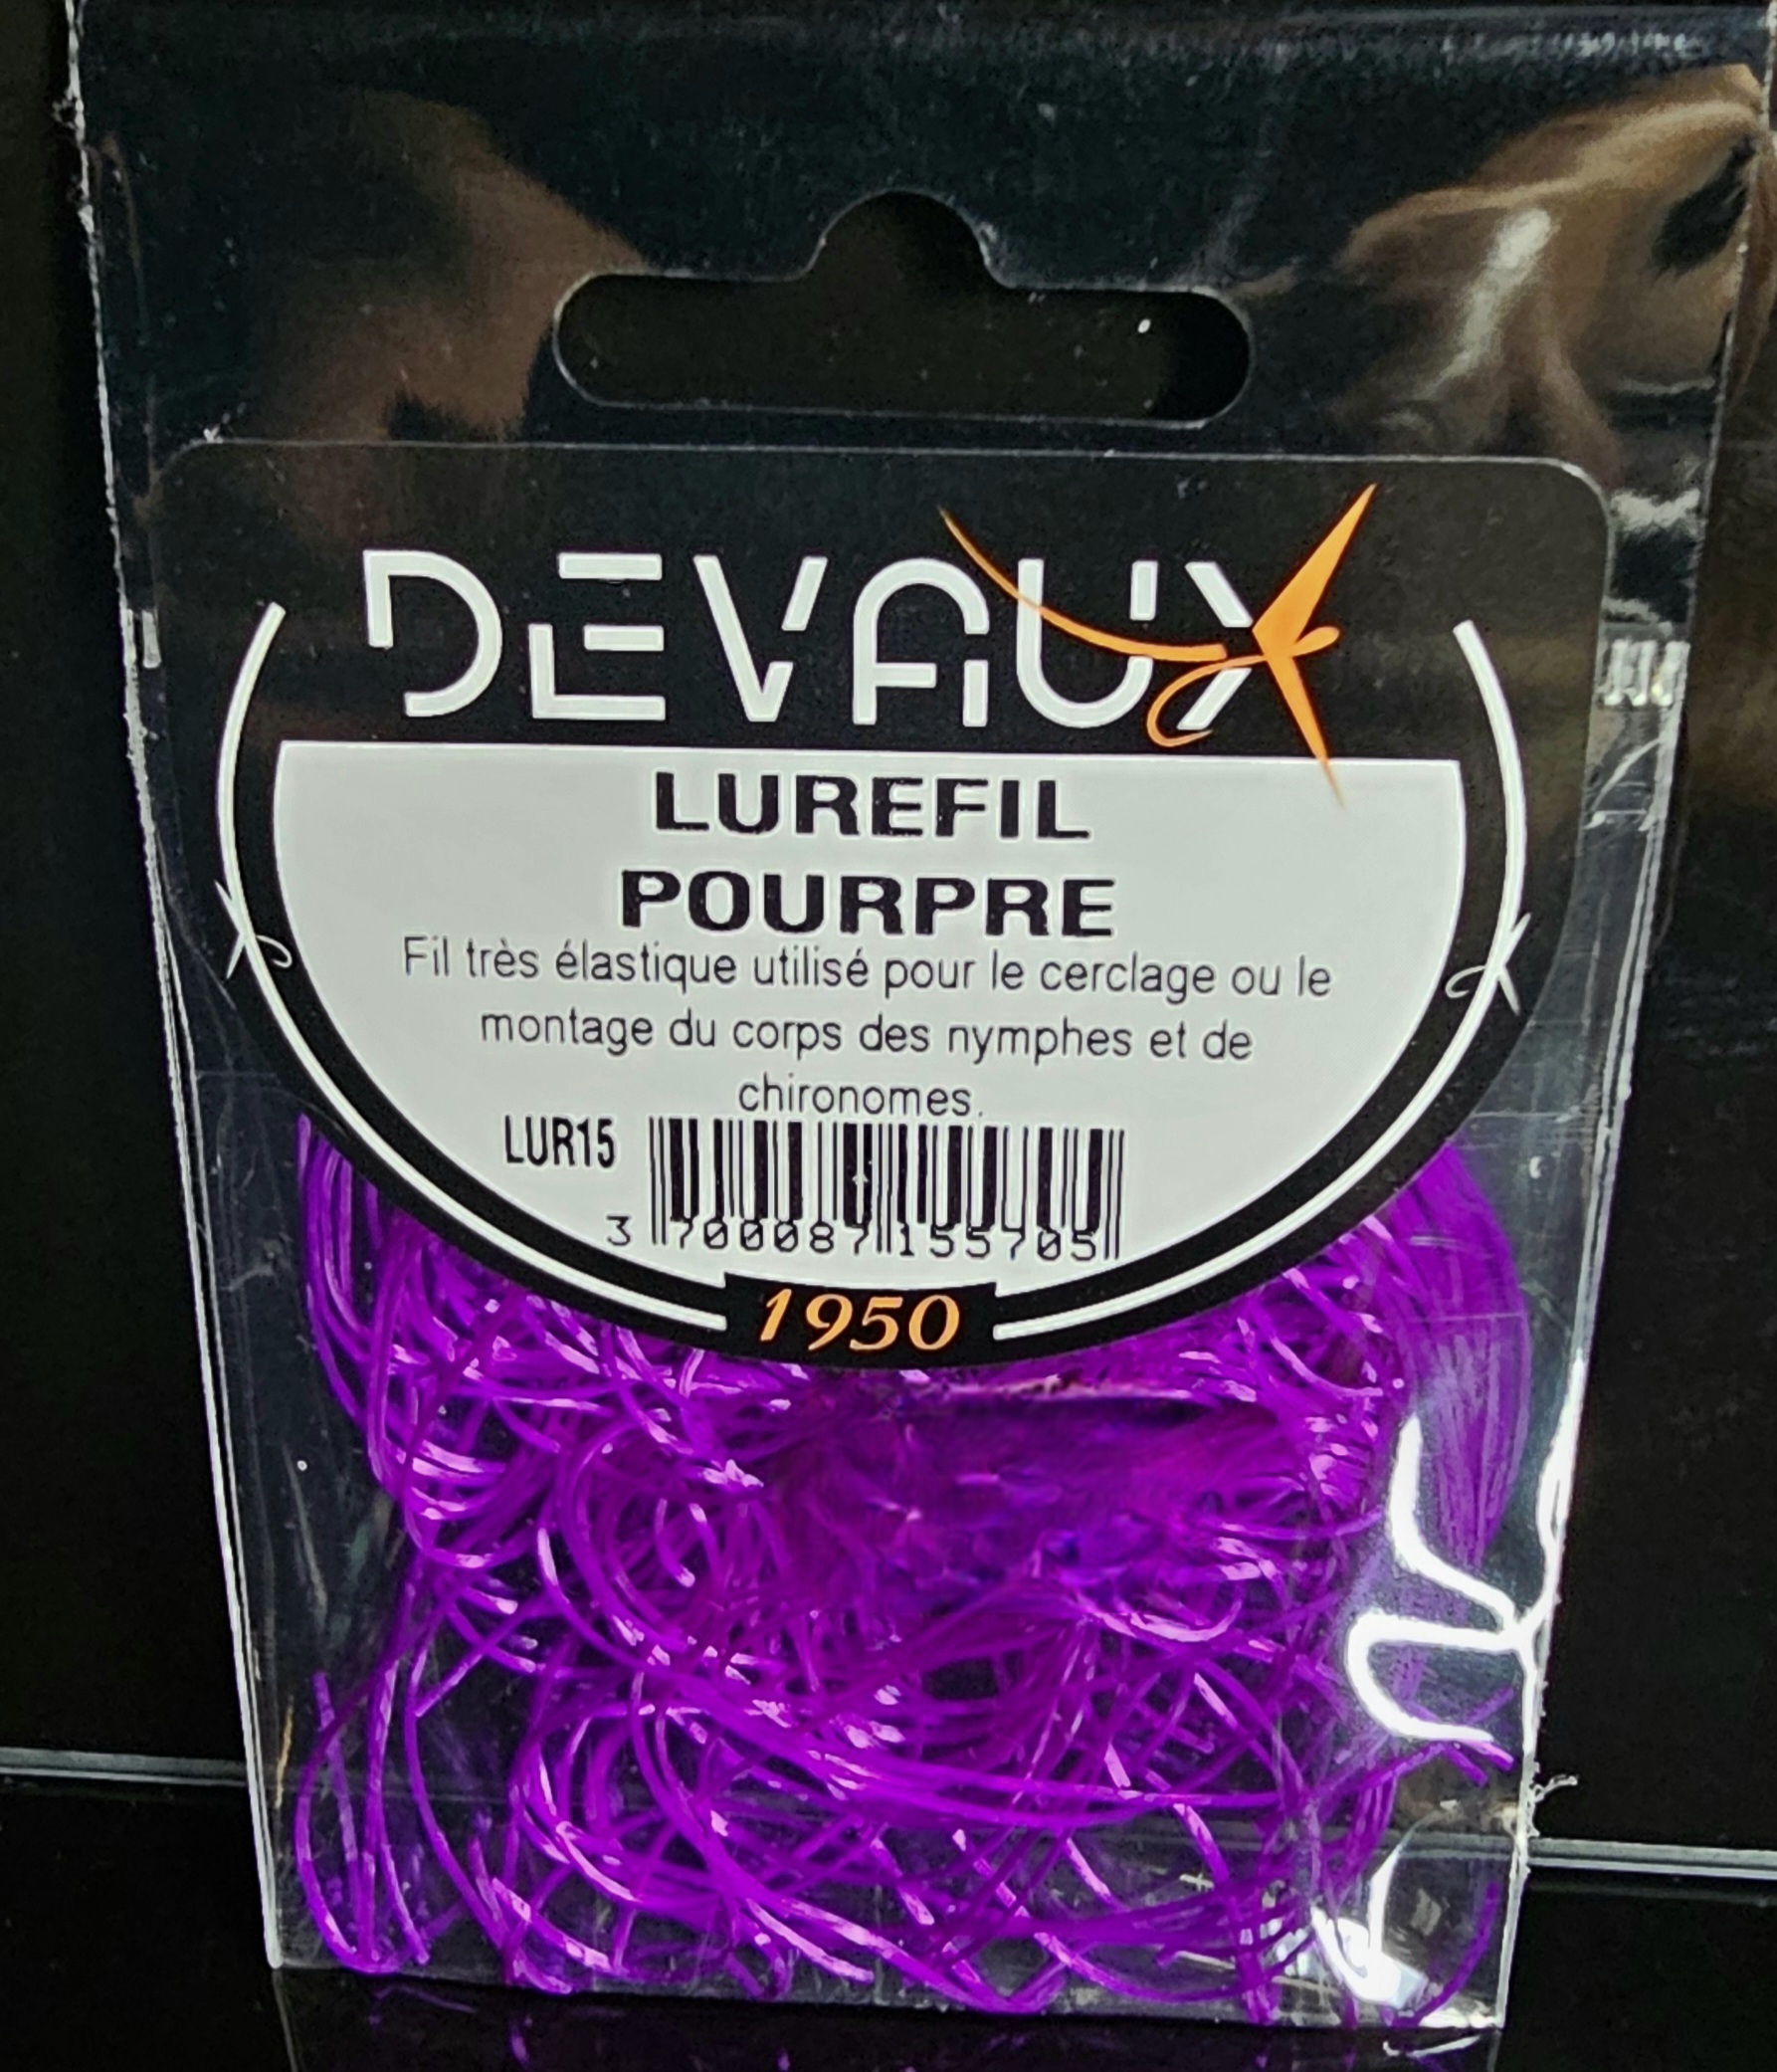 DEVAUX
LUREFIL
POURPRE
Fil très élastique utilisé pour le cerclage ou le
montage du corps des nymphes et de
chironomes.
LUR15
3 700087 155705
1950